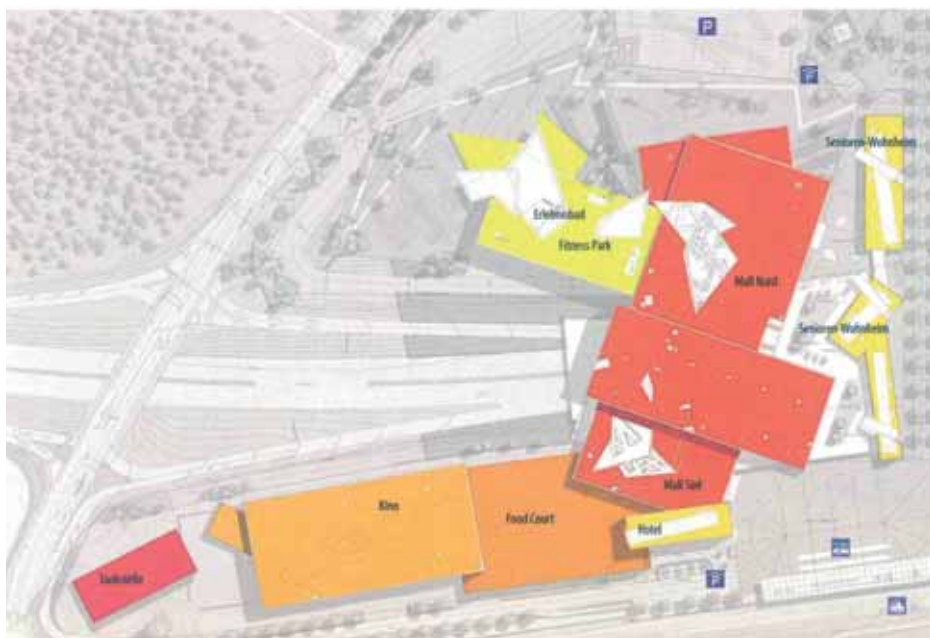 P
Senioren-Wohnheim
Erlebnisbad
Fitness-Park
Mall Nord
Senioren-Wohnheim
Mall Süd
Kino
Food Court
Hotel
Tankstelle
P